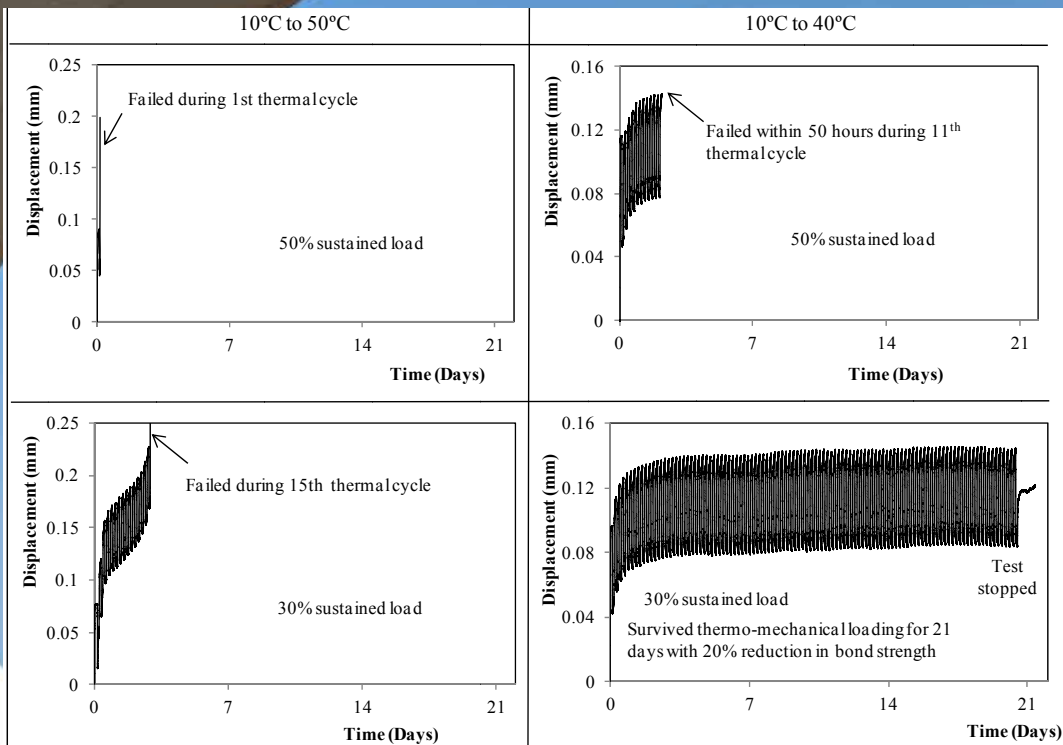 10ºC to 50ºC
10ºC to 40ºC
Displacement (mm)
0.25
0.2
0.15
0.1
0.05
0
Failed during 1st thermal cycle
50% sustained load
0
7
14
21
Time (Days)
Displacement (mm)
0.16
0.12
0.08
0.04
0
Failed within 50 hours during 11th
thermal cycle
50% sustained load
0
7
14
21
Time (Days)
Displacement (mm)
0.25
0.2
0.15
0.1
0.05
0
Failed during 15th thermal cycle
30% sustained load
0
7
14
21
Time (Days)
Displacement (mm)
0.16
0.12
0.08
0.04
0
Test
stopped
30% sustained load
Survived thermo-mechanical loading for 21
days with 20% reduction in bond strength
0
7
14
21
Time (Days)